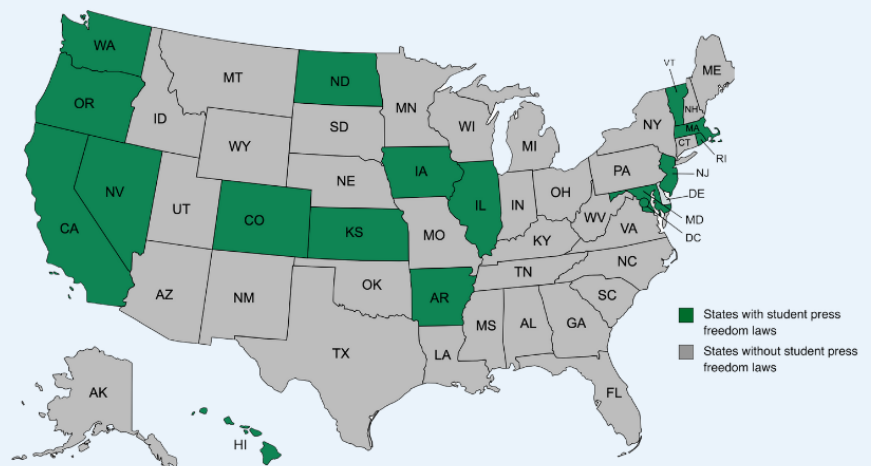 WA
OR
CA
NV
ID
MT
WY
UT
CO
AZ
NM
ND
SD
NE
KS
OK
TX
MN
IA
MO
AR
LA
WI
IL
MI
IN
OH
KY
TN
MS
AL
GA
FL
SC
NC
VA
WV
PA
NY
VT
NH
ME
MA
CT
RI
NJ
DE
MD
DC
AK
HI
States with student press
freedom laws
States without student press
freedom laws